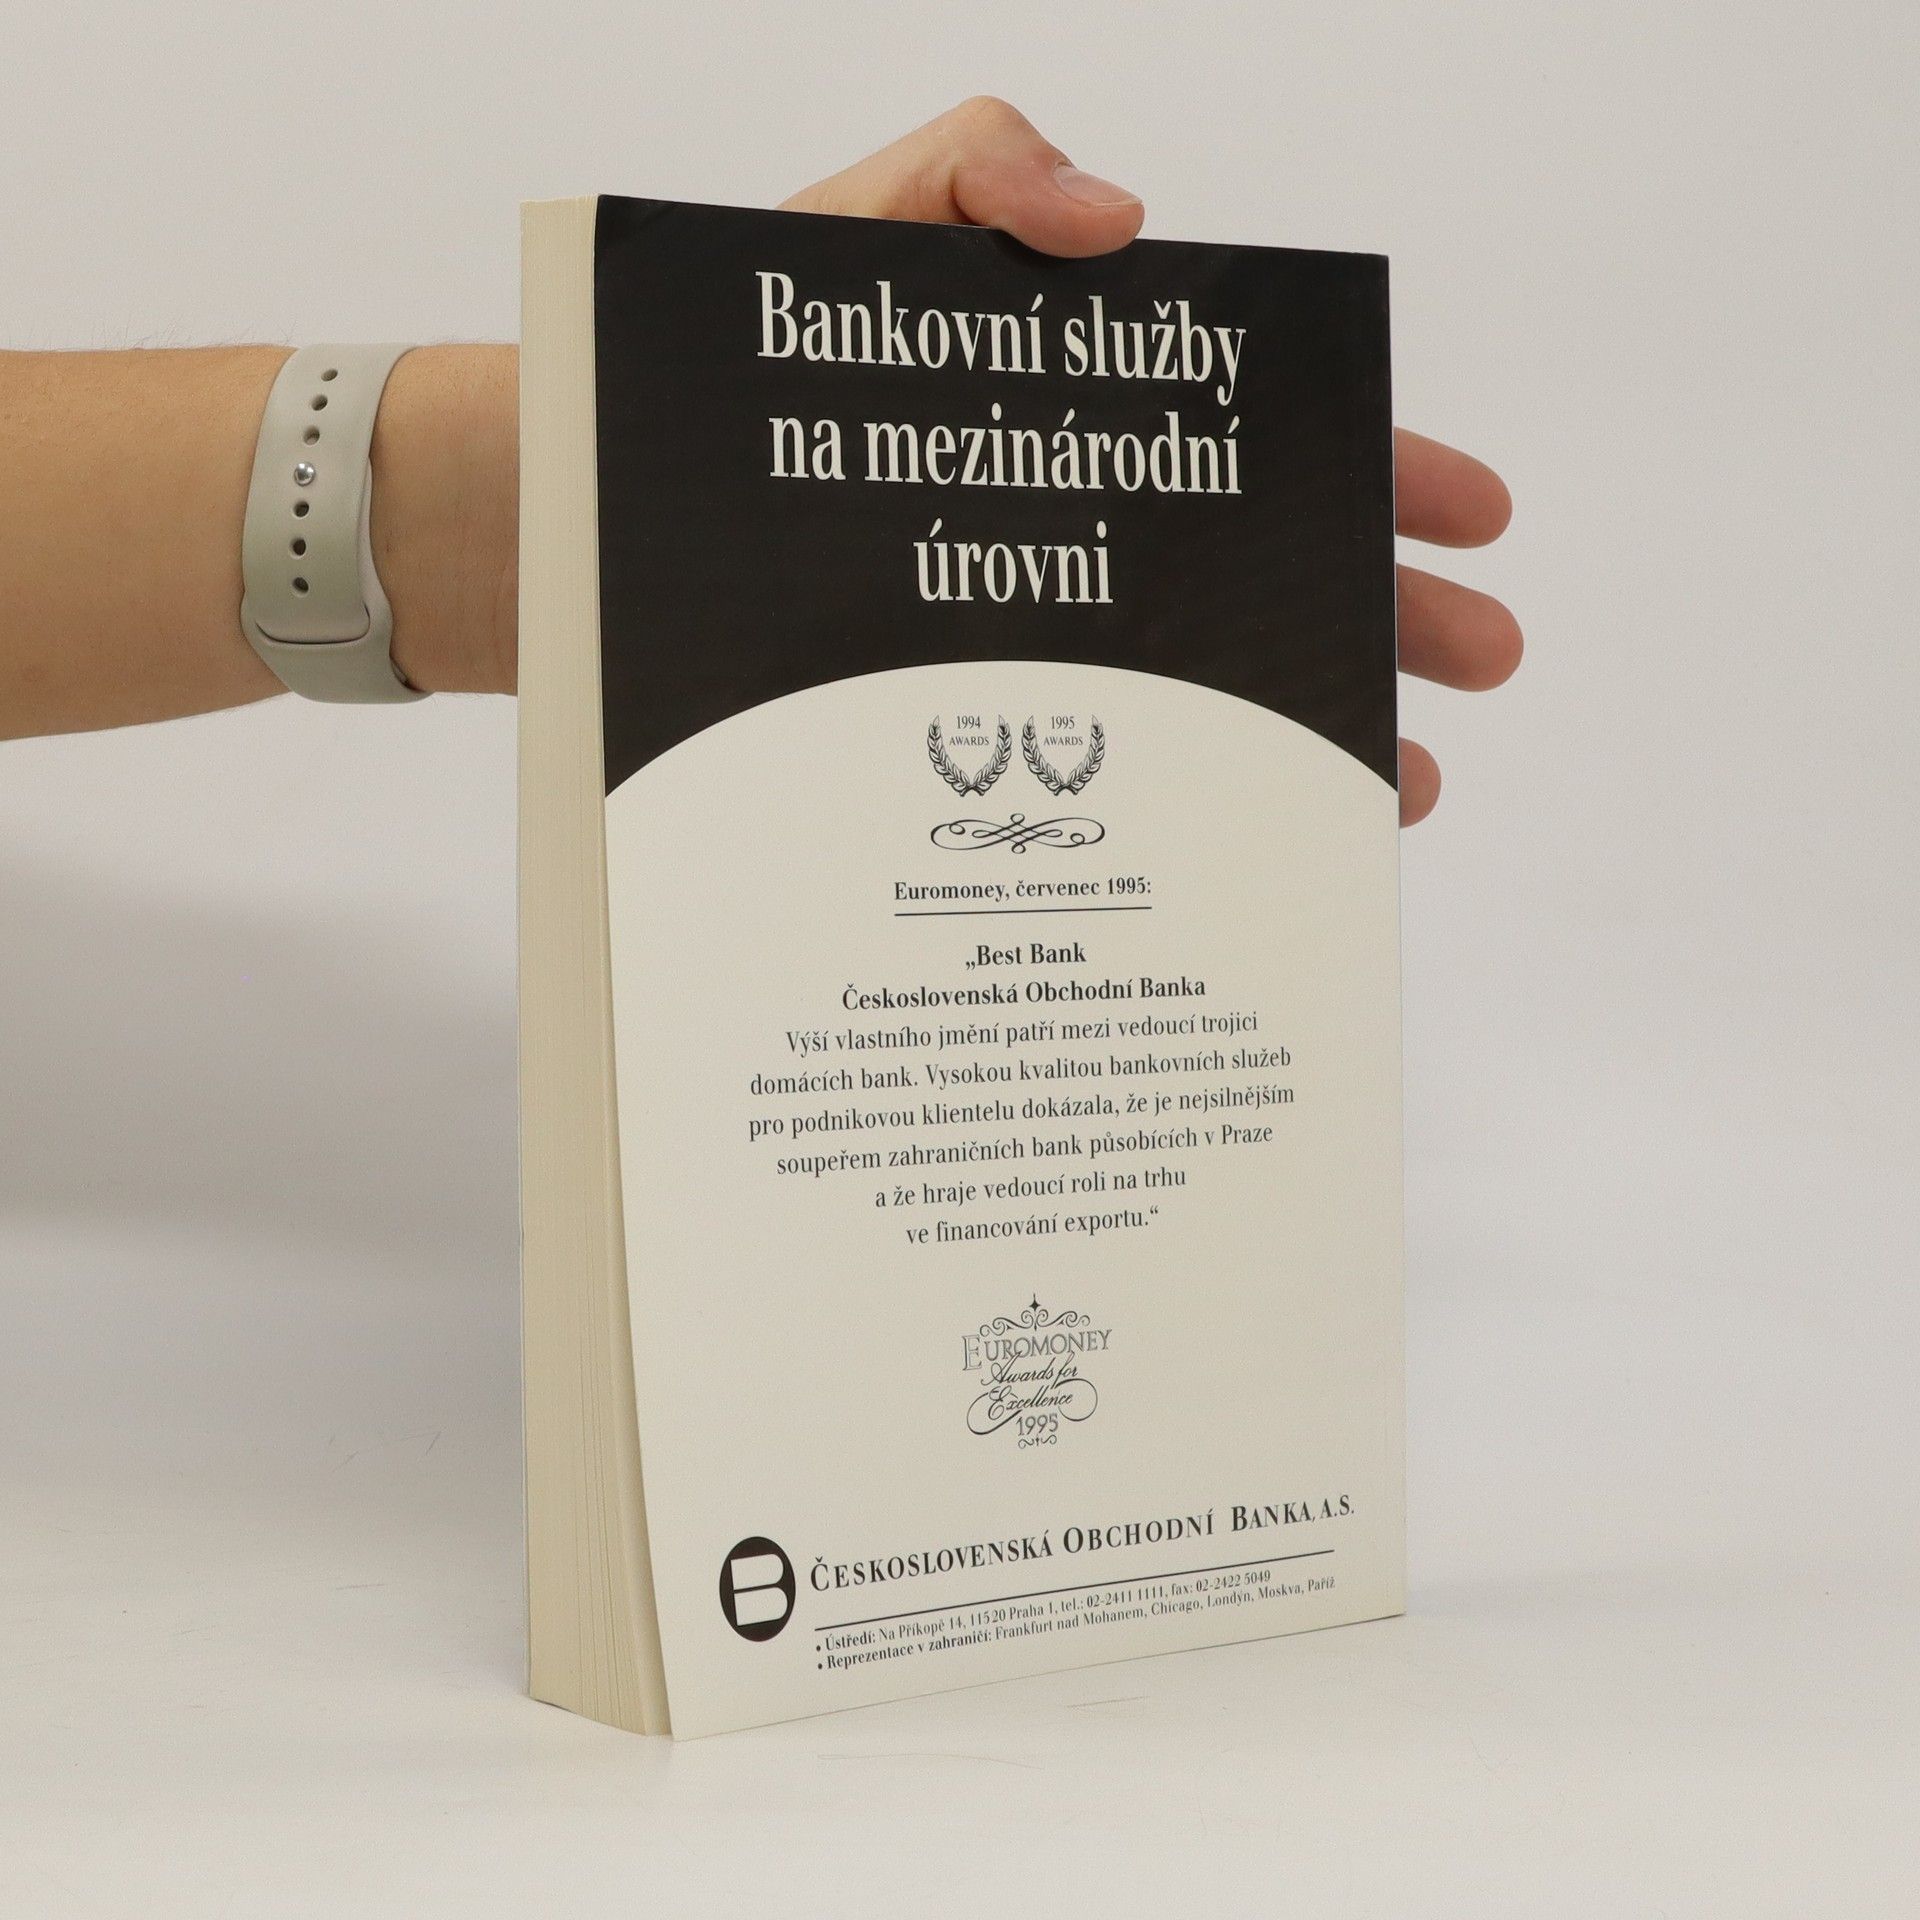 Bankovní služby
na mezinárodní
úrovni
1994
AWARDS
1995
AWARDS
Euromoney, červenec 1995:
„Best Bank
Československá Obchodní Banka
Výší vlastního jmění patří mezi vedoucí trojici
domácích bank. Vysokou kvalitou bankovních služeb
pro podnikovou klientelu dokázala, že je nejsilnějším
soupeřem zahraničních bank působících v Praze
a že hraje vedoucí roli na trhu
ve financování exportu.“
EUROMONEY
Awards for
Excellence
1995
ČESKOSLOVENSKÁ OBCHODNÍ BANKA, A.S.
• Ústředí: Na Příkopě 14, 115 20 Praha 1, tel.: 02-2411 1111, fax: 02-2422 5049
• Reprezentace v zahraničí: Frankfurt nad Mohanem, Chicago, Londýn, Moskva, Paříž